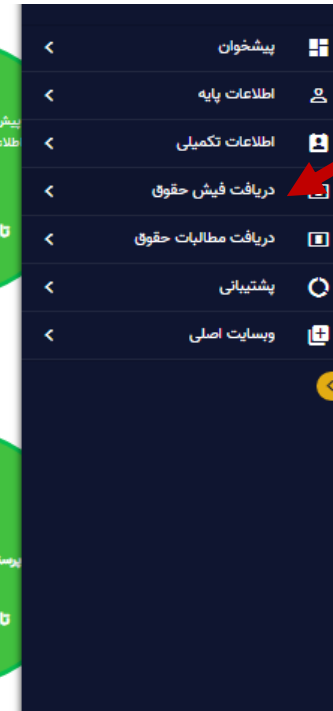 پیشخوان
اطلاعات پایه
اطلاعات تکمیلی
دریافت فیش حقوق
دریافت مطالبات حقوق
پشتیبانی
وبسایت اصلی